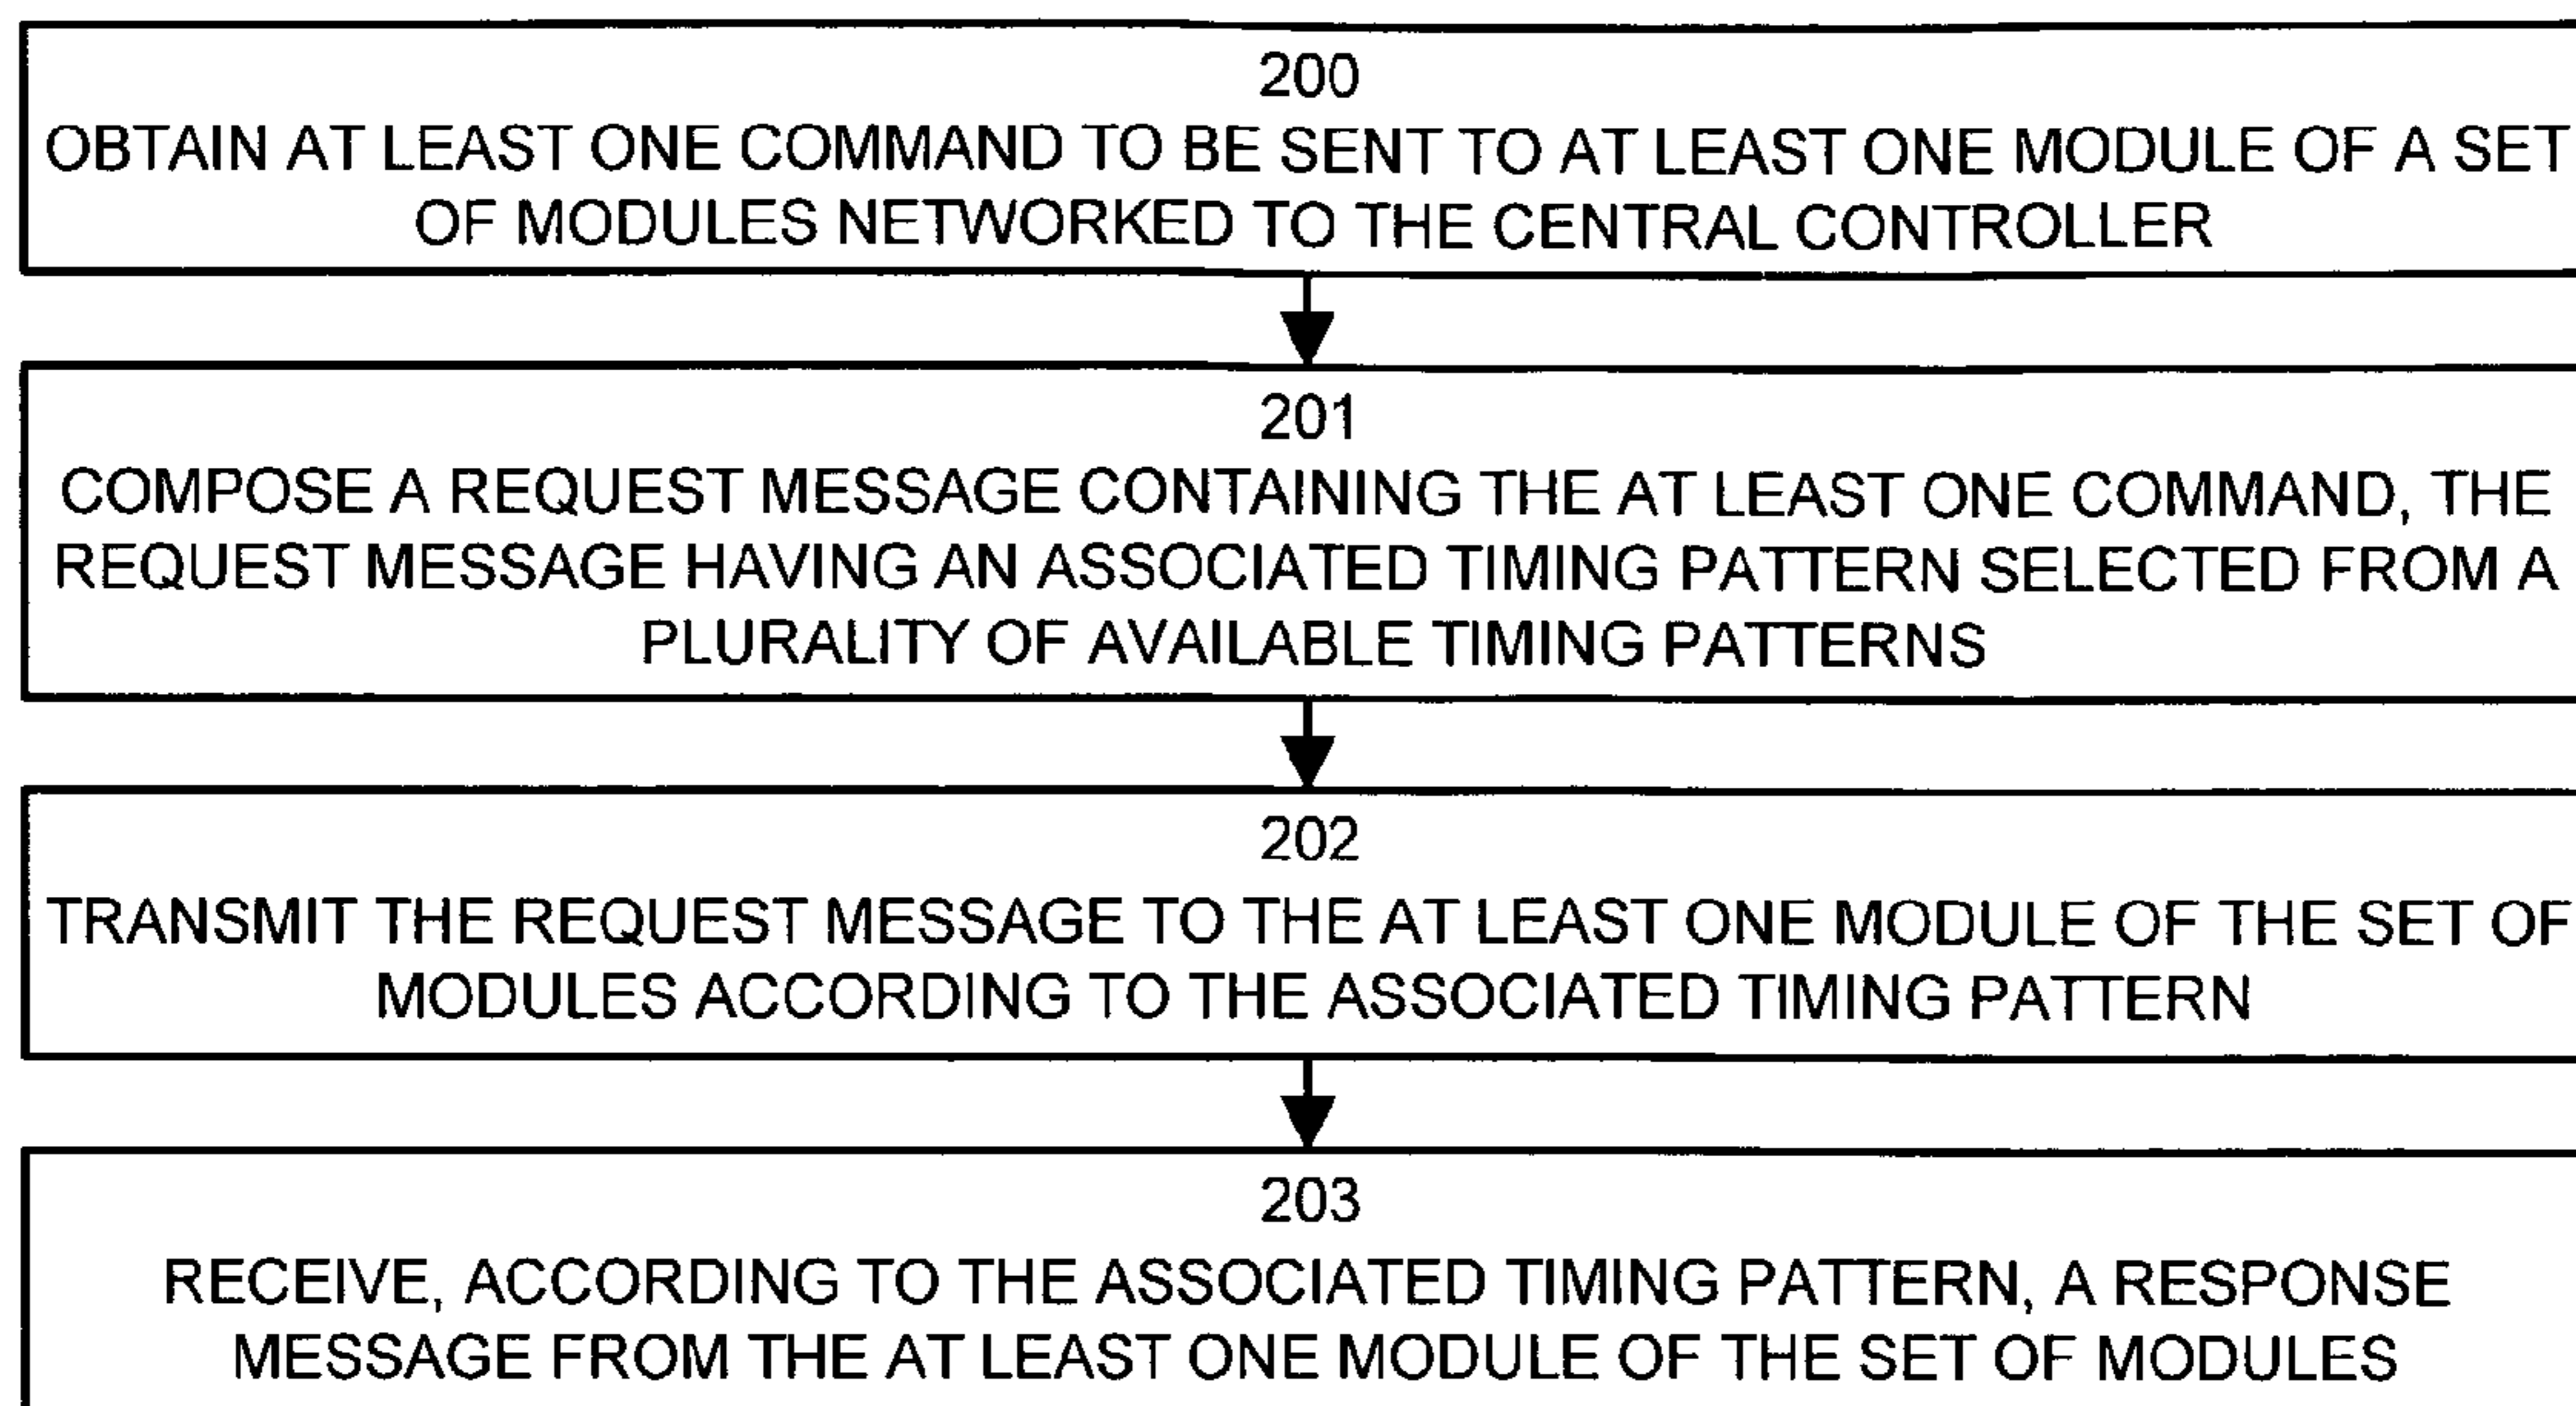 200
OBTAIN AT LEAST ONE COMMAND TO BE SENT TO AT LEAST ONE MODULE OF A SET
OF MODULES NETWORKED TO THE CENTRAL CONTROLLER
201
COMPOSE A REQUEST MESSAGE CONTAINING THE AT LEAST ONE COMMAND, THE
REQUEST MESSAGE HAVING AN ASSOCIATED TIMING PATTERN SELECTED FROM A
PLURALITY OF AVAILABLE TIMING PATTERNS
202
TRANSMIT THE REQUEST MESSAGE TO THE AT LEAST ONE MODULE OF THE SET OF
MODULES ACCORDING TO THE ASSOCIATED TIMING PATTERN
203
RECEIVE, ACCORDING TO THE ASSOCIATED TIMING PATTERN, A RESPONSE
MESSAGE FROM THE AT LEAST ONE MODULE OF THE SET OF MODULES